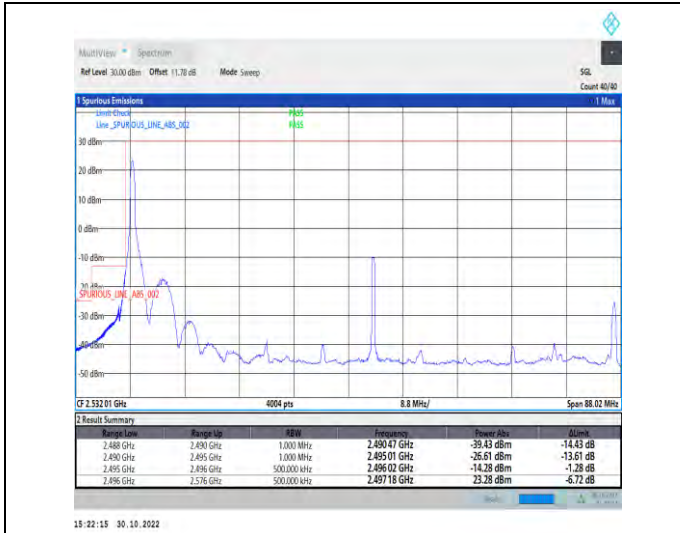 MultiView Spectrum
Ref Level 30.00 dBm Offset 11.78 dB Mode Sweep SGL
Count 40/40
1 Spurious Emissions 1 Max
Limit Check PASS
Line _SPURIOUS_LINE_ABS_002 PASS
30 dBm
20 dBm
10 dBm
0 dBm
-10 dBm
-20 dBm
_SPURIOUS_LINE_ABS_002
-30 dBm
-40 dBm
-50 dBm
CF 2.532 01 GHz 4004 pts 8.8 MHz/ Span 88.02 MHz
2 Result Summary
Range Low Range Up RBW Frequency Power Abs ΔLimit
2.488 GHz 2.490 GHz 1.000 MHz 2.490 47 GHz -39.43 dBm -14.43 dB
2.490 GHz 2.495 GHz 1.000 MHz 2.495 01 GHz -26.61 dBm -13.61 dB
2.495 GHz 2.496 GHz 500.000 kHz 2.496 02 GHz -14.28 dBm -1.28 dB
2.496 GHz 2.576 GHz 500.000 kHz 2.497 18 GHz 23.28 dBm -6.72 dB
15:22:15 30.10.2022